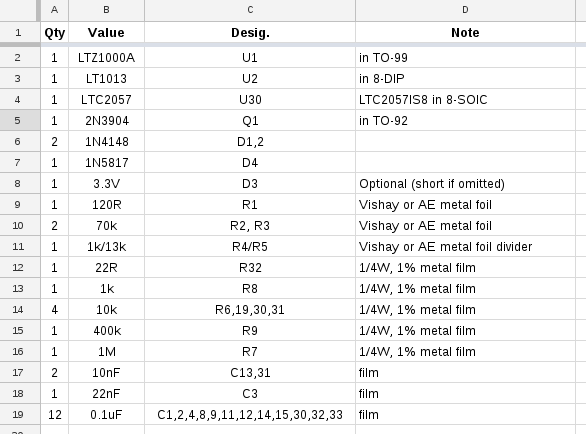 A B C D
1 Qty Value Desig. Note
2 1 LTZ1000A U1 in TO-99
3 1 LT1013 U2 in 8-DIP
4 1 LTC2057 U30 LTC2057IS8 in 8-SOIC
5 1 2N3904 Q1 in TO-92
6 2 1N4148 D1,2
7 1 1N5817 D4
8 1 3.3V D3 Optional (short if omitted)
9 1 120R R1 Vishay or AE metal foil
10 2 70k R2, R3 Vishay or AE metal foil
11 1 1k/13k R4/R5 Vishay or AE metal foil divider
12 1 22R R32 1/4W, 1% metal film
13 1 1k R8 1/4W, 1% metal film
14 4 10k R6,19,30,31 1/4W, 1% metal film
15 1 400k R9 1/4W, 1% metal film
16 1 1M R7 1/4W, 1% metal film
17 2 10nF C13,31 film
18 1 22nF C3 film
19 12 0.1uF C1,2,4,8,9,11,12,14,15,30,32,33 film